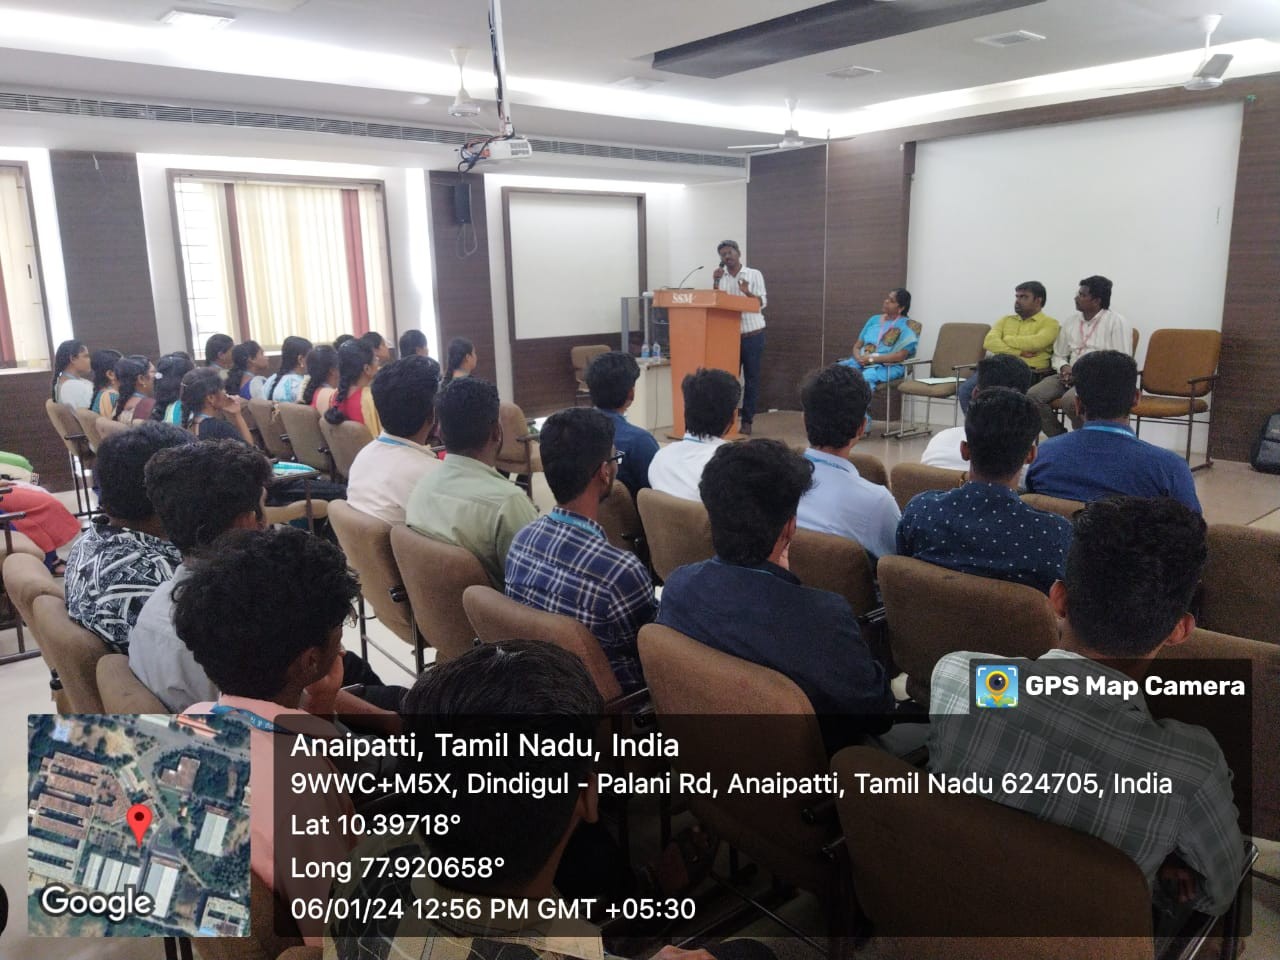 SSM
GPS Map Camera
Anaipatti, Tamil Nadu, India
9WWC+M5X, Dindigul - Palani Rd, Anaipatti, Tamil Nadu 624705, India
Lat 10.39718°
Long 77.920658°
06/01/24 12:56 PM GMT +05:30
Google